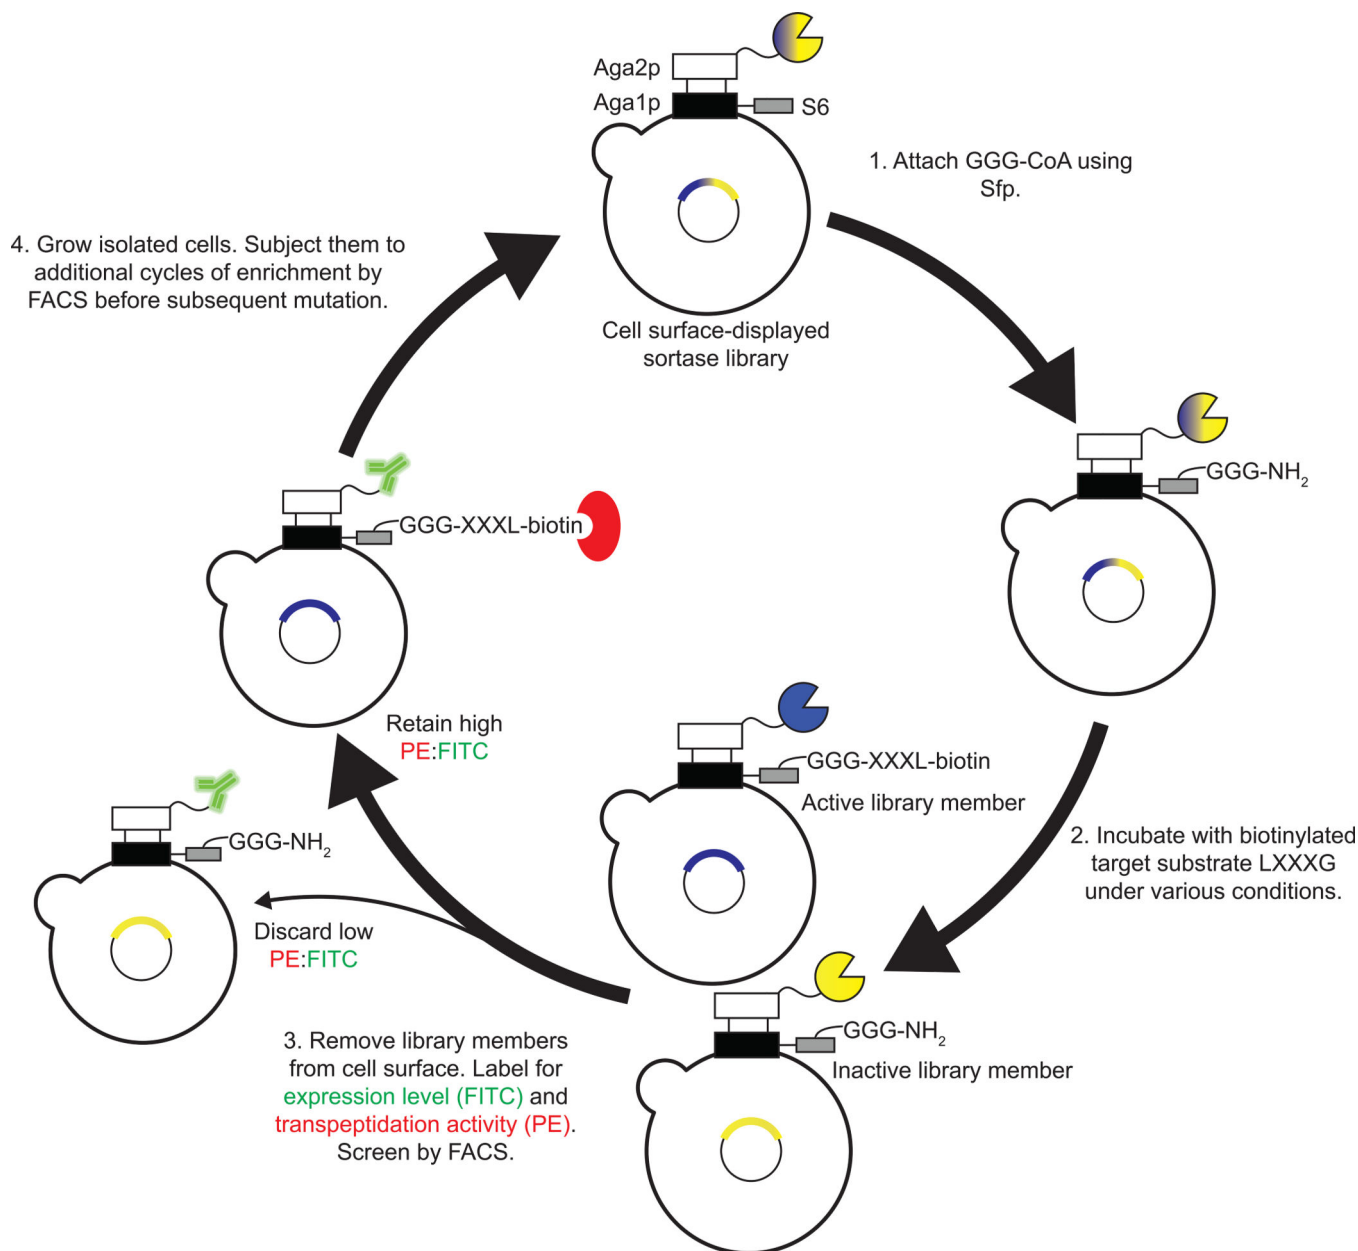 Aga2p
Aga1p
S6
Cell surface-displayed
sortase library
1. Attach GGG-CoA using
Sfp.
GGG-NH2
2. Incubate with biotinylated
target substrate LXXXG
under various conditions.
GGG-XXXL-biotin
Active library member
GGG-NH2
Inactive library member
3. Remove library members
from cell surface. Label for
expression level (FITC) and
transpeptidation activity (PE).
Screen by FACS.
Discard low
PE:FITC
GGG-NH2
Retain high
PE:FITC
GGG-XXXL-biotin
4. Grow isolated cells. Subject them to
additional cycles of enrichment by
FACS before subsequent mutation.